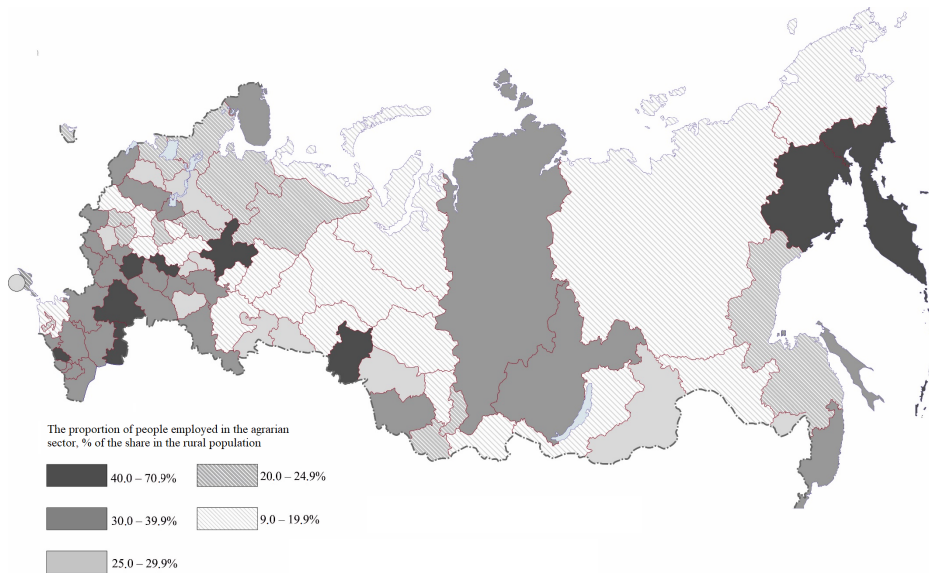 The proportion of people employed in the agrarian
sector, % of the share in the rural population
40.0 – 70.9%
20.0 – 24.9%
30.0 – 39.9%
9.0 – 19.9%
25.0 – 29.9%